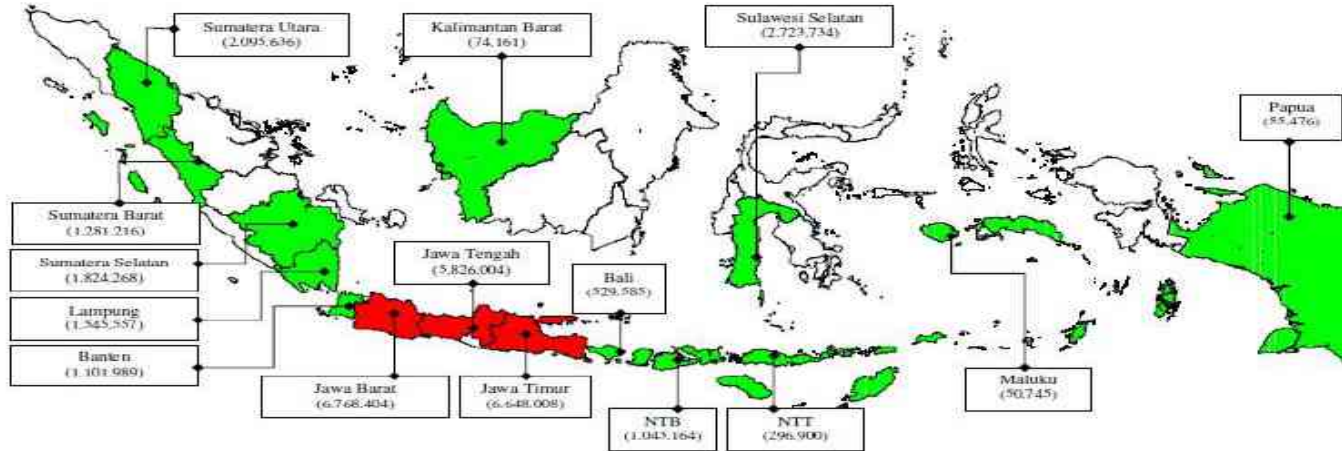 Sumatera Utara
(2.095.636)
Kalimantan Barat
(74,161)
Sulawesi Selatan
(2.723.734)
Papua
(55.476)
Sumatera Barat
(1.281.216)
Sumatera Selatan
(1.824.268)
Lampung
(1.545.557)
Banten
(1.101.989)
Jawa Tengah
(5.826.004)
Bali
(529.585)
Jawa Barat
(6.768.404)
Jawa Timur
(6.648.008)
NTB
(1.045.164)
NTT
(296.900)
Maluku
(50.745)